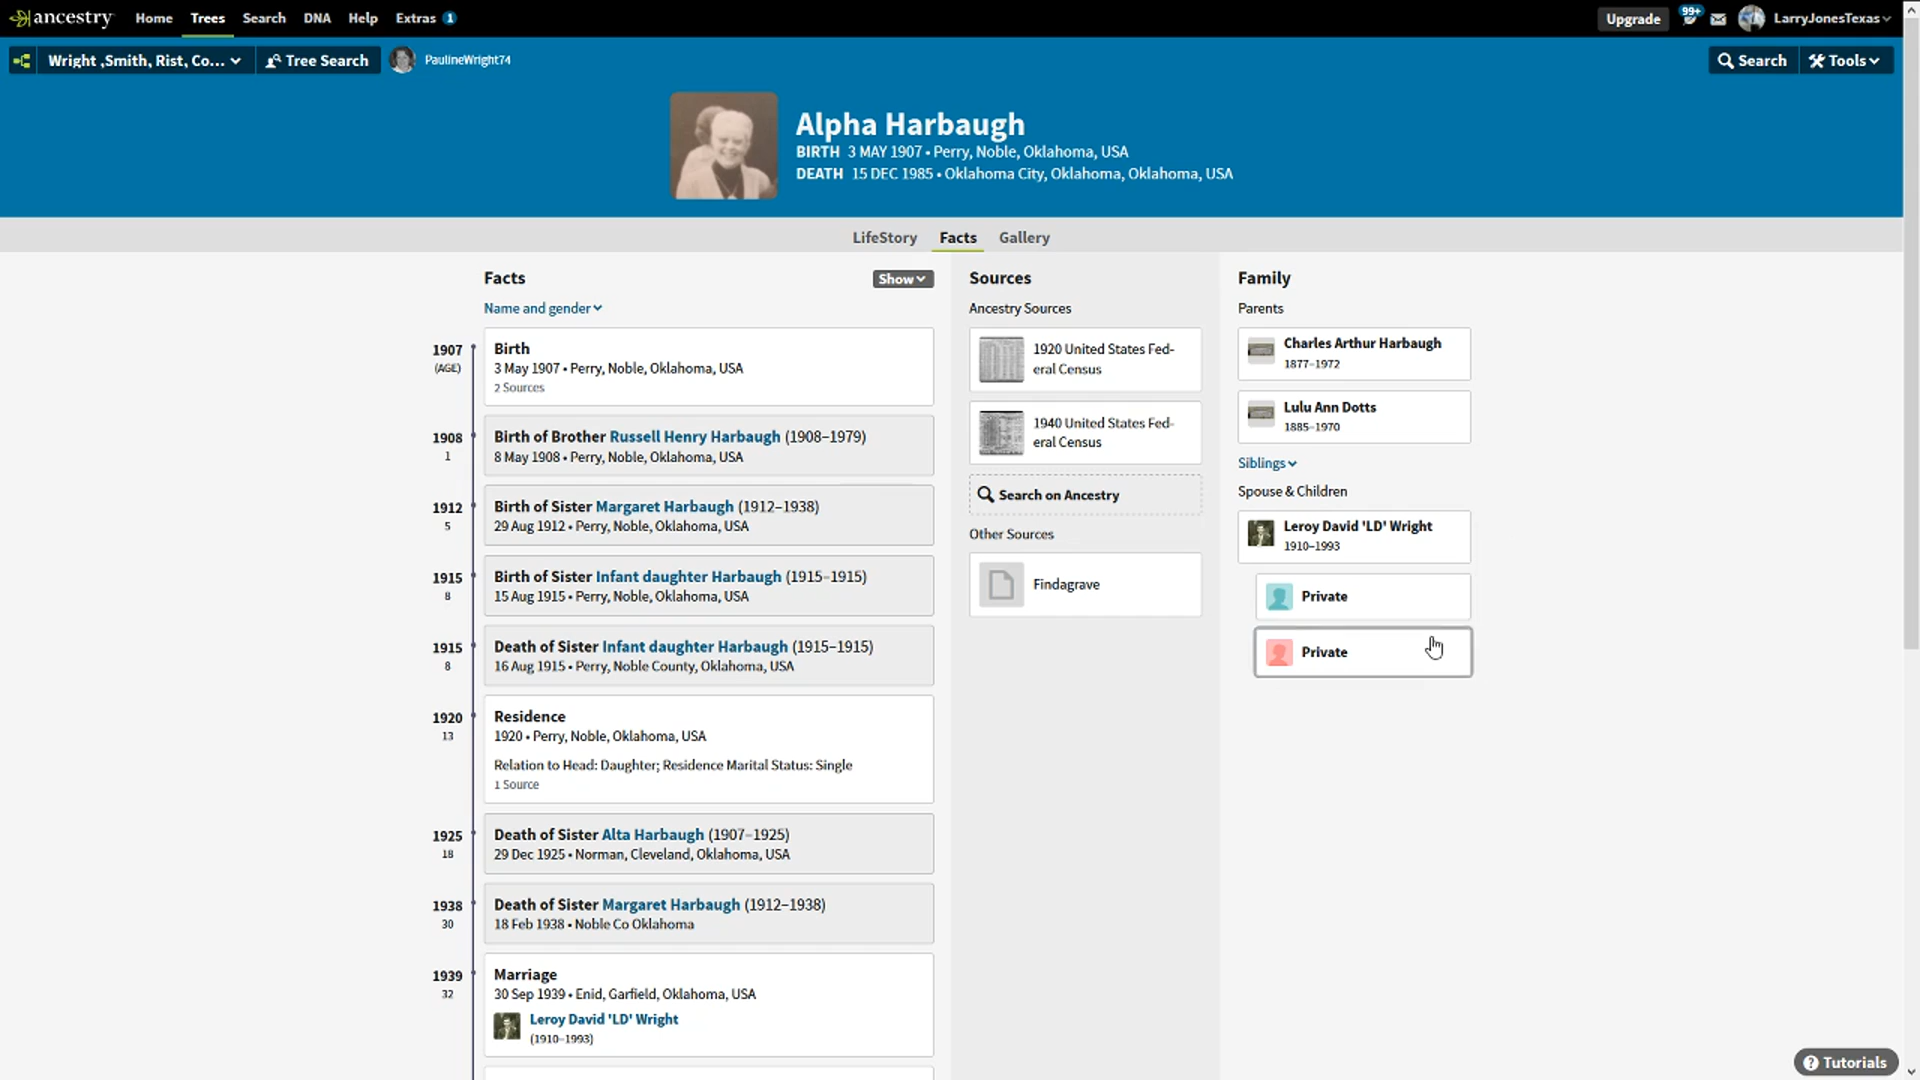 ancestry Home Trees Search DNA Help Extras 1 Upgrade 99+ LarryJonesTexas
Wright ,Smith, Rist, Co... Tree Search PaulineWright74 Search Tools
Alpha Harbaugh
BIRTH 3 MAY 1907 • Perry, Noble, Oklahoma, USA
DEATH 15 DEC 1985 • Oklahoma City, Oklahoma, Oklahoma, USA
LifeStory Facts Gallery
Facts Show
Name and gender
1907
(AGE)
Birth
3 May 1907 • Perry, Noble, Oklahoma, USA
2 Sources
1908
1
Birth of Brother Russell Henry Harbaugh (1908–1979)
8 May 1908 • Perry, Noble, Oklahoma, USA
1912
5
Birth of Sister Margaret Harbaugh (1912–1938)
29 Aug 1912 • Perry, Noble, Oklahoma, USA
1915
8
Birth of Sister Infant daughter Harbaugh (1915–1915)
15 Aug 1915 • Perry, Noble, Oklahoma, USA
1915
8
Death of Sister Infant daughter Harbaugh (1915–1915)
16 Aug 1915 • Perry, Noble County, Oklahoma, USA
1920
13
Residence
1920 • Perry, Noble, Oklahoma, USA
Relation to Head: Daughter; Residence Marital Status: Single
1 Source
1925
18
Death of Sister Alta Harbaugh (1907–1925)
29 Dec 1925 • Norman, Cleveland, Oklahoma, USA
1938
30
Death of Sister Margaret Harbaugh (1912–1938)
18 Feb 1938 • Noble Co Oklahoma
1939
32
Marriage
30 Sep 1939 • Enid, Garfield, Oklahoma, USA
Leroy David 'LD' Wright
(1910–1993)
Sources
Ancestry Sources
1920 United States Fed-
eral Census
1940 United States Fed-
eral Census
Search on Ancestry
Other Sources
Findagrave
Family
Parents
Charles Arthur Harbaugh
1877–1972
Lulu Ann Dotts
1885–1970
Siblings
Spouse & Children
Leroy David 'LD' Wright
1910–1993
Private
Private
? Tutorials